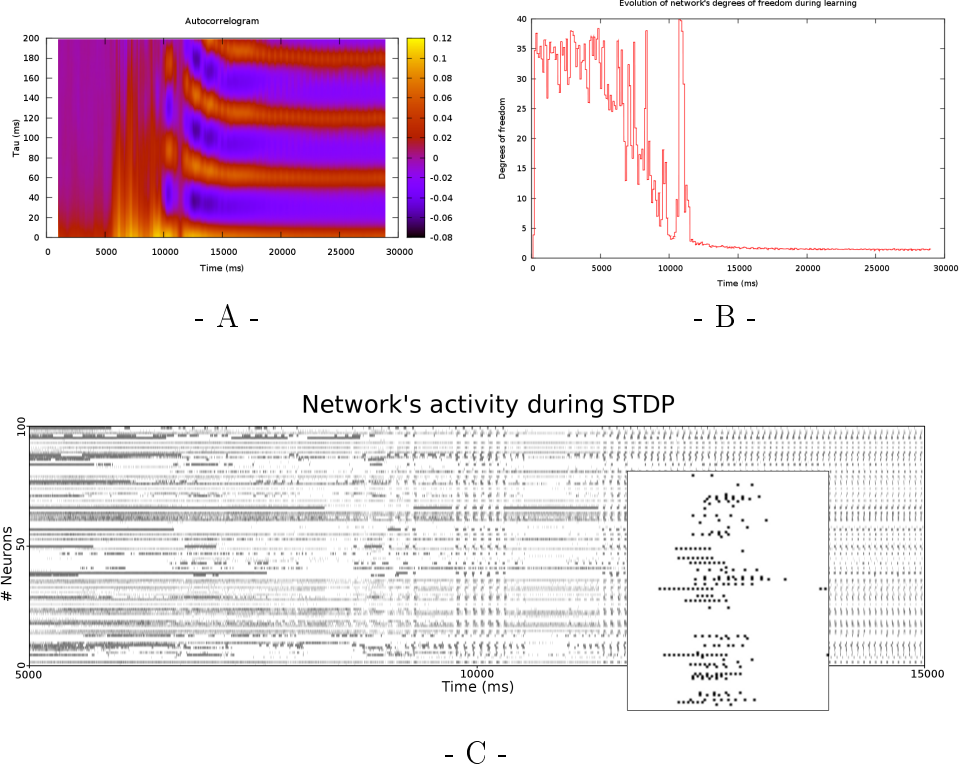 Autocorrelogram
Tau (ms)
200
180
160
140
120
100
80
60
40
20
0
0 5000 10000 15000 20000 25000 30000
Time (ms)
0.12
0.1
0.08
0.06
0.04
0.02
0
-0.02
-0.04
-0.06
-0.08
- A -
Evolution of network's degrees of freedom during learning
Degrees of freedom
40
35
30
25
20
15
10
5
0
0 5000 10000 15000 20000 25000 30000
Time (ms)
- B -
Network's activity during STDP
# Neurons
100
50
0
5000 10000 15000
Time (ms)
- C -